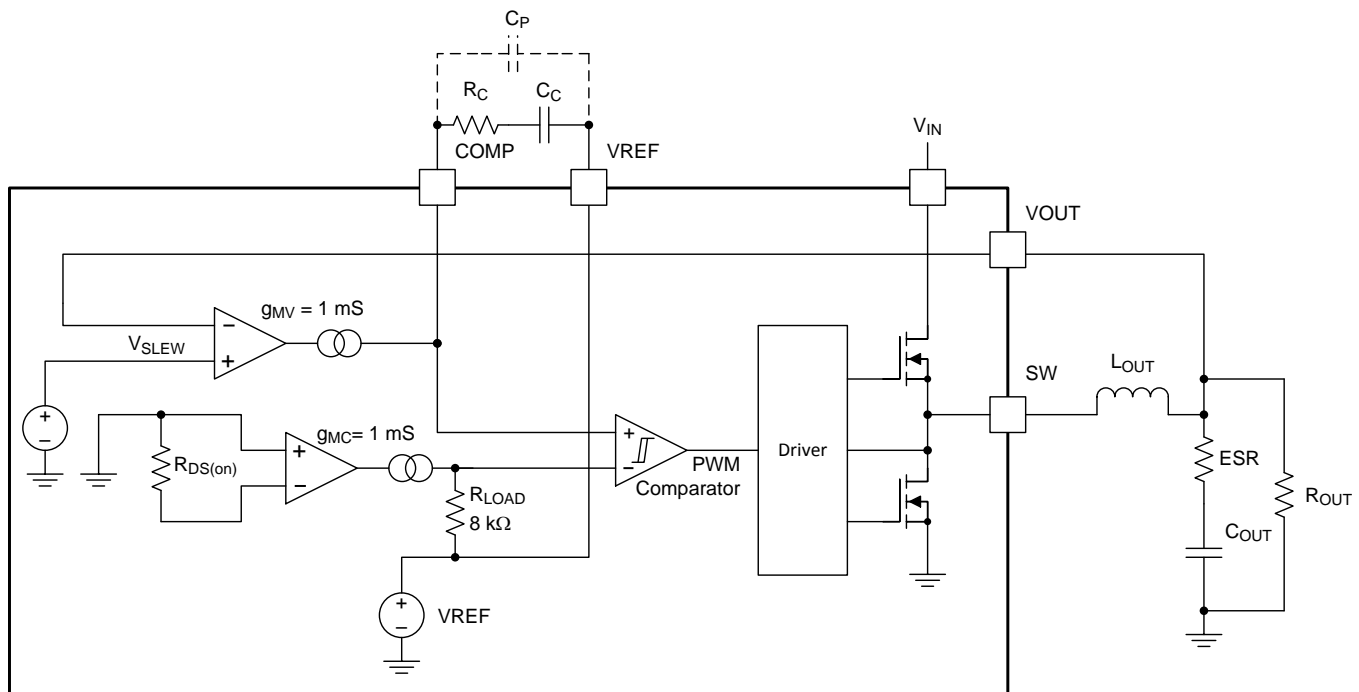 CP
RC
CC
COMP
VREF
VIN
VOUT
gMV = 1 mS
VSLEW
+
−
+
−
gMC= 1 mS
RDS(on)
+
−
RLOAD
8 kΩ
+
−
PWM
Comparator
Driver
SW
LOUT
ESR
COUT
ROUT
+
−
VREF